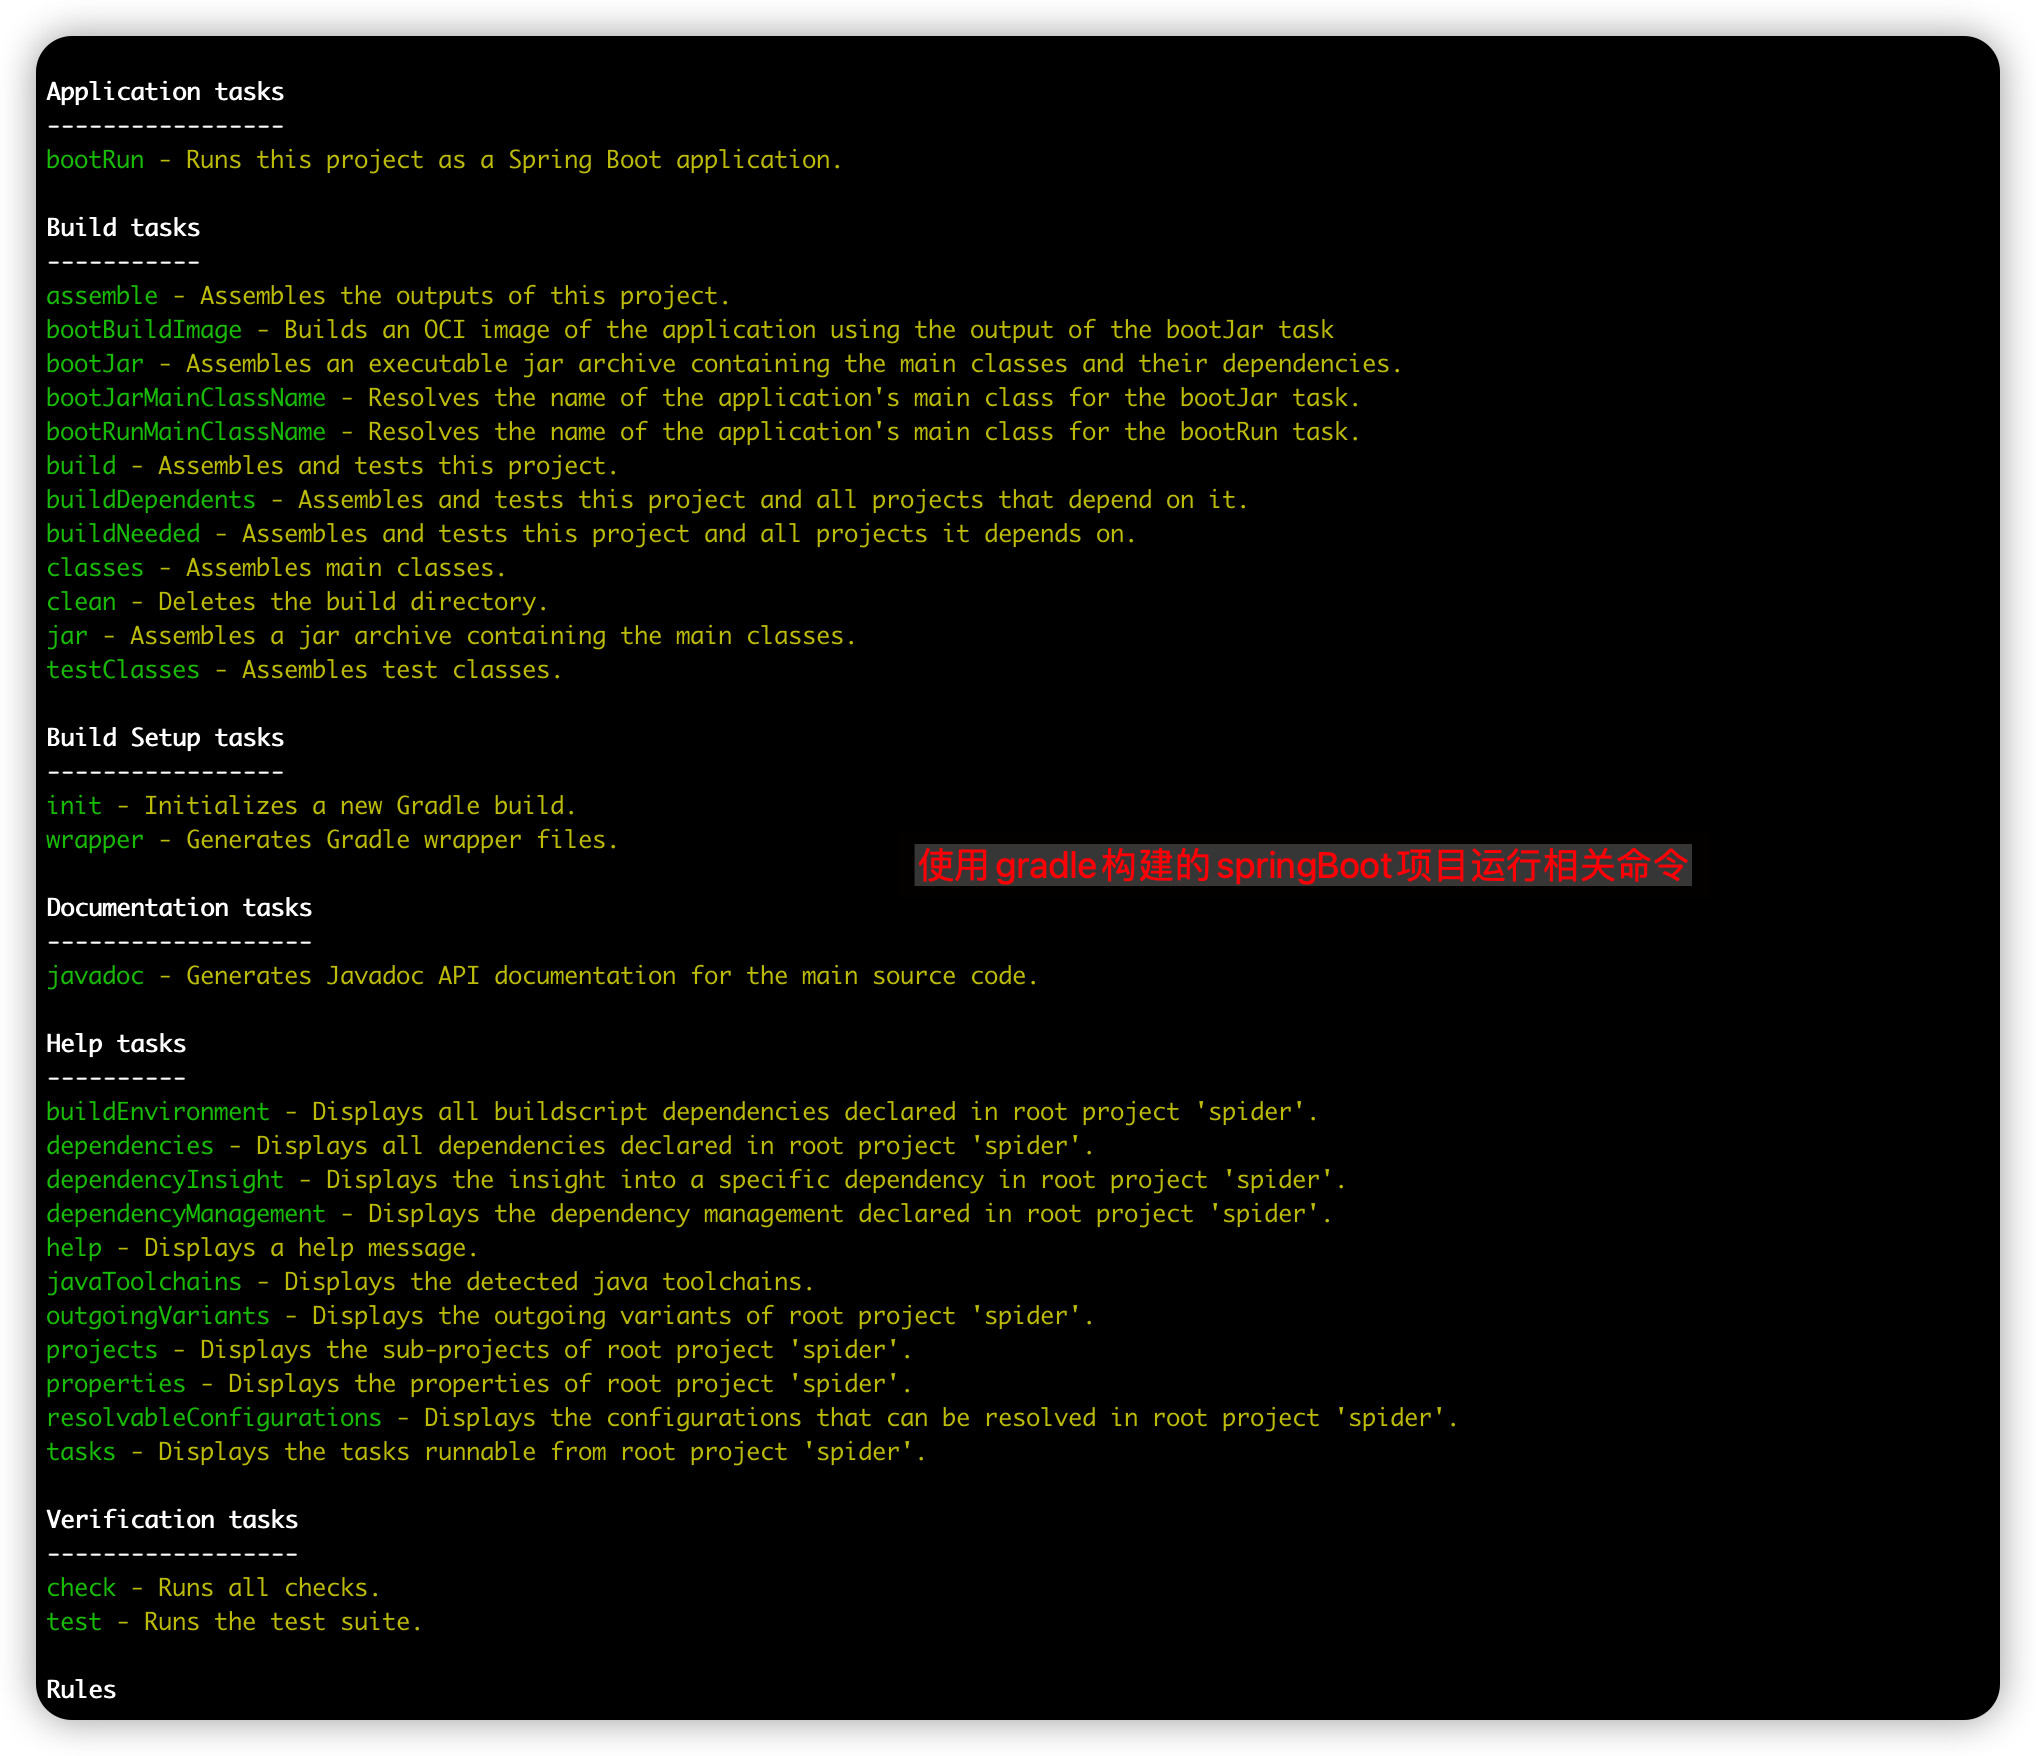 Application tasks
-----------------
bootRun - Runs this project as a Spring Boot application.
Build tasks
-----------
assemble - Assembles the outputs of this project.
bootBuildImage - Builds an OCI image of the application using the output of the bootJar task
bootJar - Assembles an executable jar archive containing the main classes and their dependencies.
bootJarMainClassName - Resolves the name of the application's main class for the bootJar task.
bootRunMainClassName - Resolves the name of the application's main class for the bootRun task.
build - Assembles and tests this project.
buildDependents - Assembles and tests this project and all projects that depend on it.
buildNeeded - Assembles and tests this project and all projects it depends on.
classes - Assembles main classes.
clean - Deletes the build directory.
jar - Assembles a jar archive containing the main classes.
testClasses - Assembles test classes.
Build Setup tasks
-----------------
init - Initializes a new Gradle build.
wrapper - Generates Gradle wrapper files.
使用gradle构建的springBoot项目运行相关命令
Documentation tasks
-------------------
javadoc - Generates Javadoc API documentation for the main source code.
Help tasks
----------
buildEnvironment - Displays all buildscript dependencies declared in root project 'spider'.
dependencies - Displays all dependencies declared in root project 'spider'.
dependencyInsight - Displays the insight into a specific dependency in root project 'spider'.
dependencyManagement - Displays the dependency management declared in root project 'spider'.
help - Displays a help message.
javaToolchains - Displays the detected java toolchains.
outgoingVariants - Displays the outgoing variants of root project 'spider'.
projects - Displays the sub-projects of root project 'spider'.
properties - Displays the properties of root project 'spider'.
resolvableConfigurations - Displays the configurations that can be resolved in root project 'spider'.
tasks - Displays the tasks runnable from root project 'spider'.
Verification tasks
------------------
check - Runs all checks.
test - Runs the test suite.
Rules